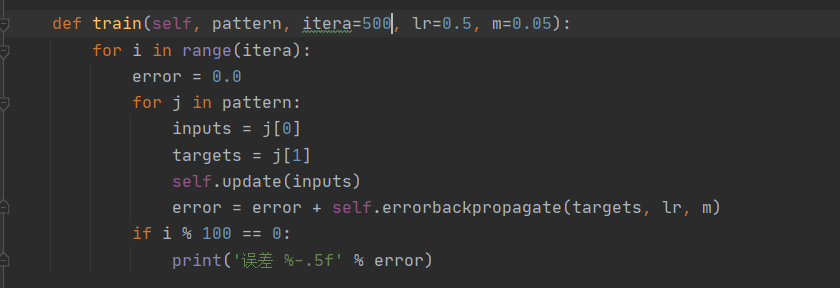 def train(self, pattern, itera=500, lr=0.5, m=0.05):
    for i in range(itera):
        error = 0.0
        for j in pattern:
            inputs = j[0]
            targets = j[1]
            self.update(inputs)
            error = error + self.errorbackpropagate(targets, lr, m)
        if i % 100 == 0:
            print('误差 %-.5f' % error)